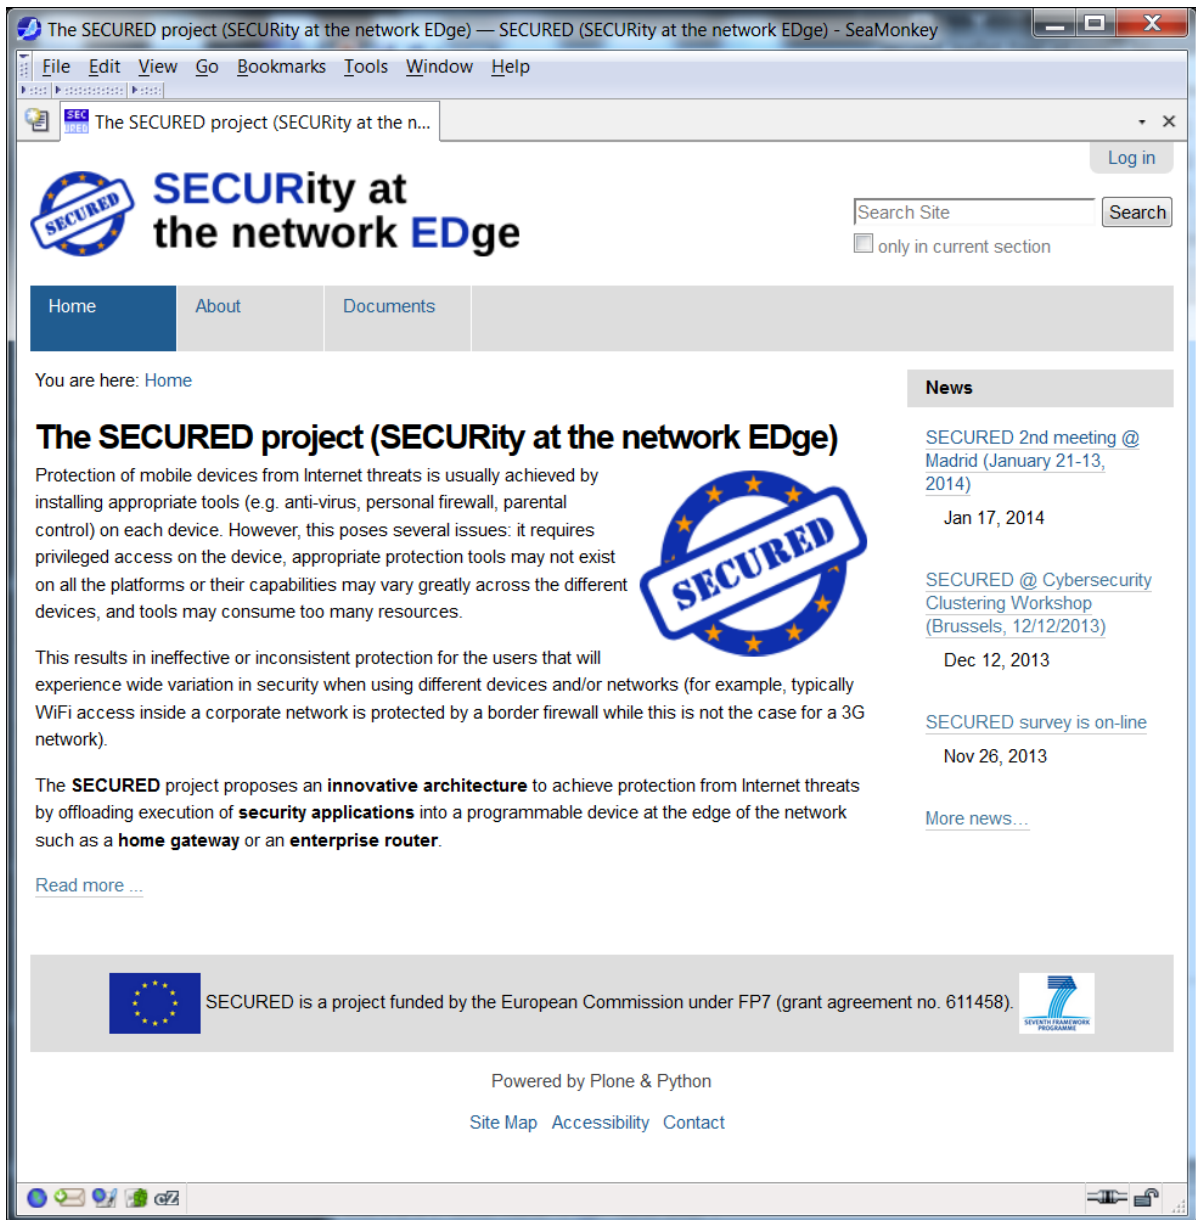 The SECURED project (SECURity at the network EDge) — SECURED (SECURity at the network EDge) - SeaMonkey
File Edit View Go Bookmarks Tools Window Help
SEC
URED
The SECURED project (SECURity at the n...
Log in
SECURED
SECURity at
the network EDge
Search Site
Search
only in current section
Home
About
Documents
You are here: Home
The SECURED project (SECURity at the network EDge)
Protection of mobile devices from Internet threats is usually achieved by
installing appropriate tools (e.g. anti-virus, personal firewall, parental
control) on each device. However, this poses several issues: it requires
privileged access on the device, appropriate protection tools may not exist
on all the platforms or their capabilities may vary greatly across the different
devices, and tools may consume too many resources.
SECURED
This results in ineffective or inconsistent protection for the users that will
experience wide variation in security when using different devices and/or networks (for example, typically
WiFi access inside a corporate network is protected by a border firewall while this is not the case for a 3G
network).
The SECURED project proposes an innovative architecture to achieve protection from Internet threats
by offloading execution of security applications into a programmable device at the edge of the network
such as a home gateway or an enterprise router.
Read more ...
News
SECURED 2nd meeting @
Madrid (January 21-13,
2014)
Jan 17, 2014
SECURED @ Cybersecurity
Clustering Workshop
(Brussels, 12/12/2013)
Dec 12, 2013
SECURED survey is on-line
Nov 26, 2013
More news...
SECURED is a project funded by the European Commission under FP7 (grant agreement no. 611458).
SEVENTH FRAMEWORK
PROGRAMME
Powered by Plone & Python
Site Map Accessibility Contact
cZ